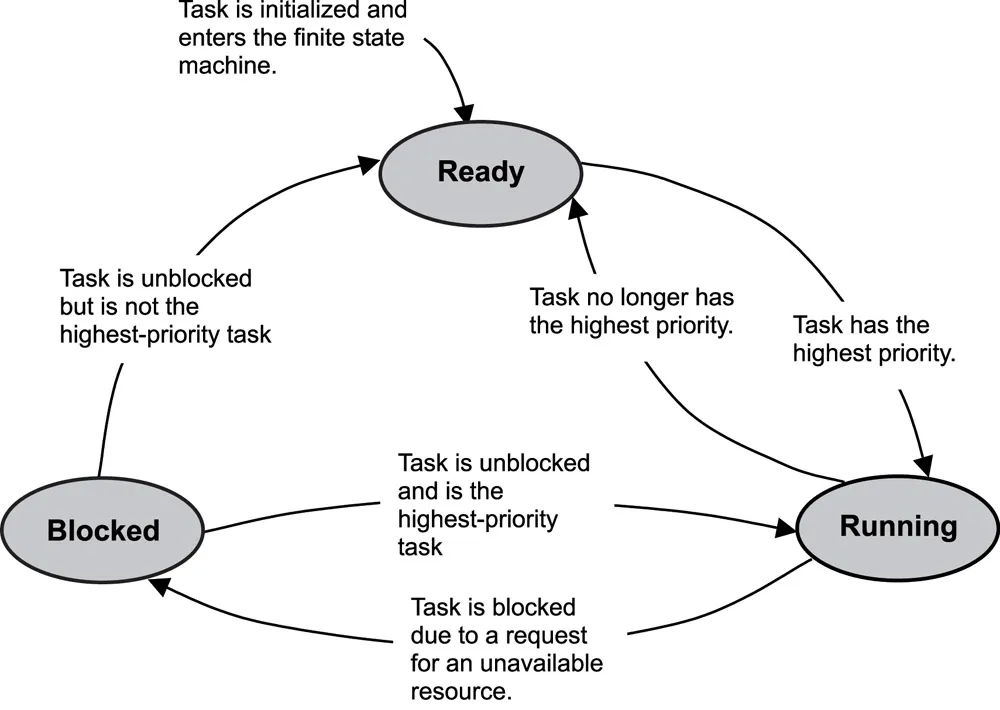 Task is initialized and
enters the finite state
machine.
Ready
Task is unblocked
but is not the
highest-priority task
Task no longer has
the highest priority.
Task has the
highest priority.
Task is unblocked
and is the
highest-priority
task
Blocked
Running
Task is blocked
due to a request
for an unavailable
resource.